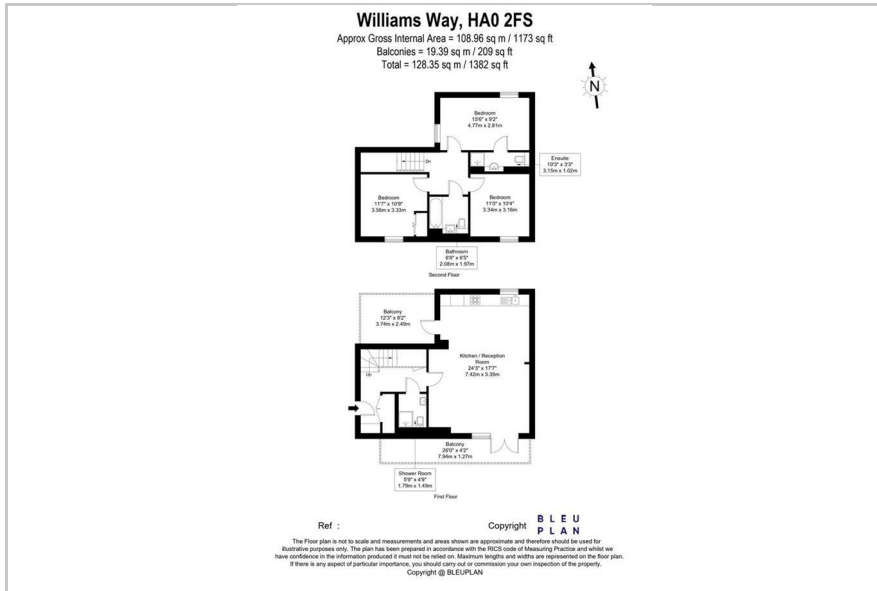 Williams Way, HA0 2FS
Approx Gross Internal Area = 108.96 sq m / 1173 sq ft
Balconies = 19.39 sq m / 209 sq ft
Total = 128.35 sq m / 1382 sq ft
N
Bedroom
15'6" x 9'2"
4.77m x 2.81m
Dn
Ensuite
10'3" x 3'3"
3.15m x 1.02m
Bedroom
11'7" x 10'9"
3.56m x 3.33m
Bedroom
11'0" x 10'4"
3.34m x 3.16m
Bathroom
6'8" x 6'5"
2.08m x 1.97m
Second Floor
Balcony
12'3" x 8'2"
3.74m x 2.49m
Kitchen / Reception
Room
24'3" x 17'7"
7.42m x 5.39m
Up
Balcony
26'0" x 4'2"
7.94m x 1.27m
Shower Room
5'9" x 4'9"
1.79m x 1.49m
First Floor
Ref :
Copyright
BLEU
PLAN
The Floor plan is not to scale and measurements and areas shown are approximate and therefore should be used for
illustrative purposes only. The plan has been prepared in accordance with the RICS code of Measuring Practice and whilst we
have confidence in the information produced it must not be relied on. Maximum lengths and widths are represented on the floor plan.
If there is any aspect of particular importance, you should carry out or commission your own inspection of the property.
Copyright @ BLEUPLAN